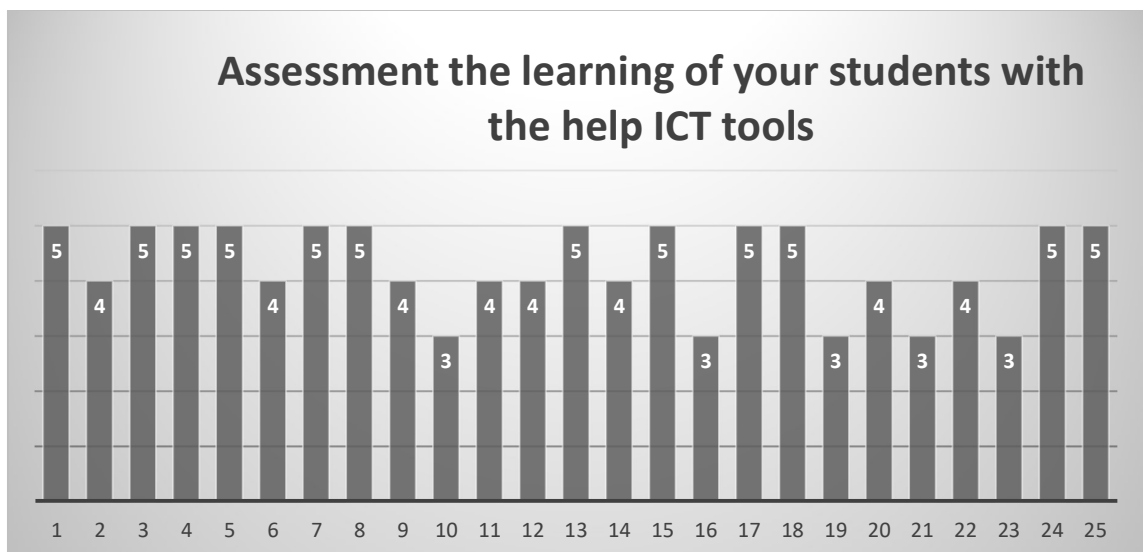 Assessment the learning of your students with
the help ICT tools
5 4 5 5 5 4 5 5 4 3 4 4 5 4 5 3 5 5 3 4 3 4 3 5 5
1 2 3 4 5 6 7 8 9 10 11 12 13 14 15 16 17 18 19 20 21 22 23 24 25